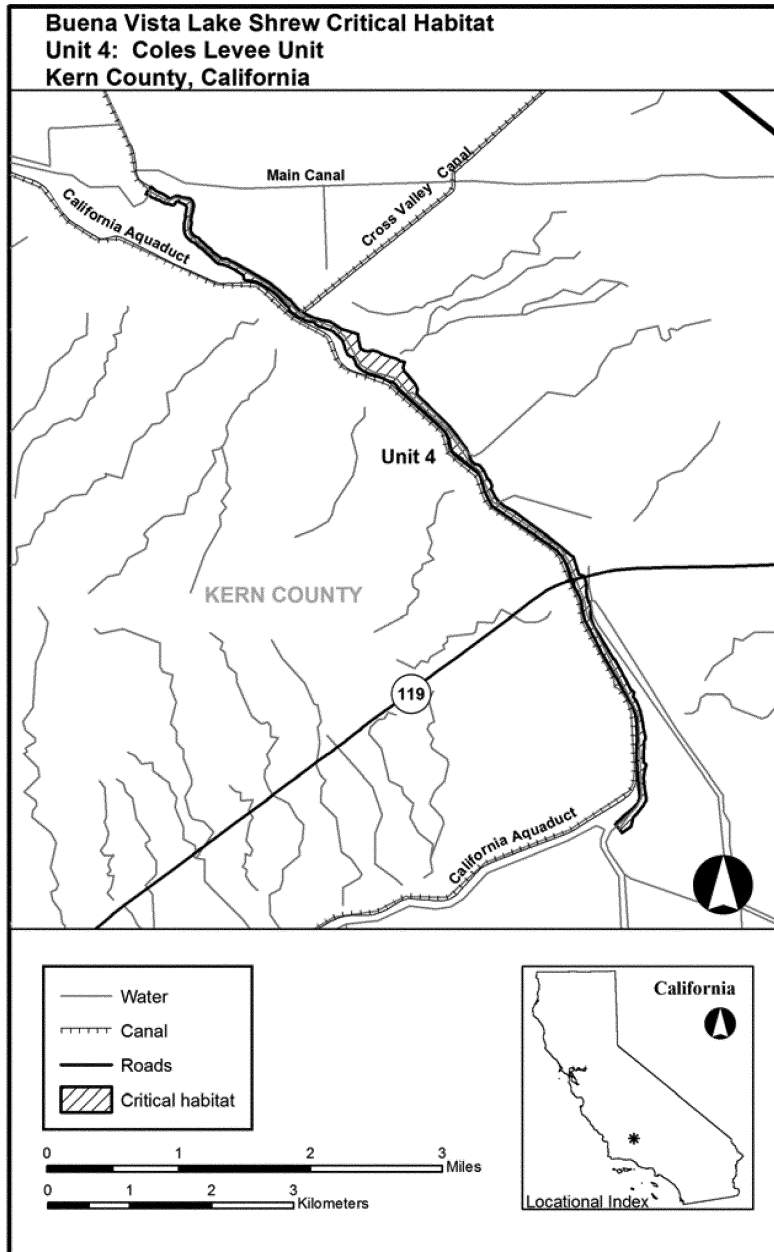 Buena Vista Lake Shrew Critical Habitat
Unit 4: Coles Levee Unit
Kern County, California
Main Canal
Cross Valley Canal
California Aquaduct
Unit 4
KERN COUNTY
119
California Aquaduct
Water
Canal
Roads
Critical habitat
California
0 1 2 3 Miles
0 1 2 3 Kilometers
Locational Index